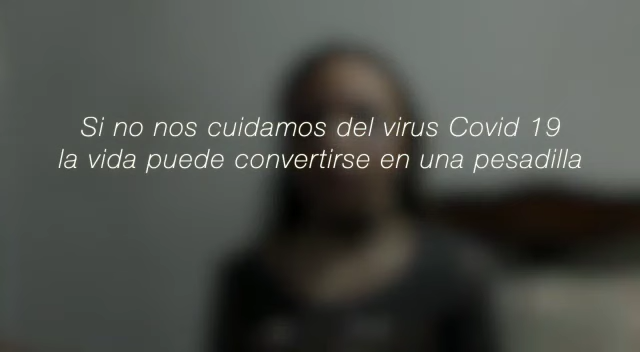 Si no nos cuidamos del virus Covid 19
la vida puede convertirse en una pesadilla